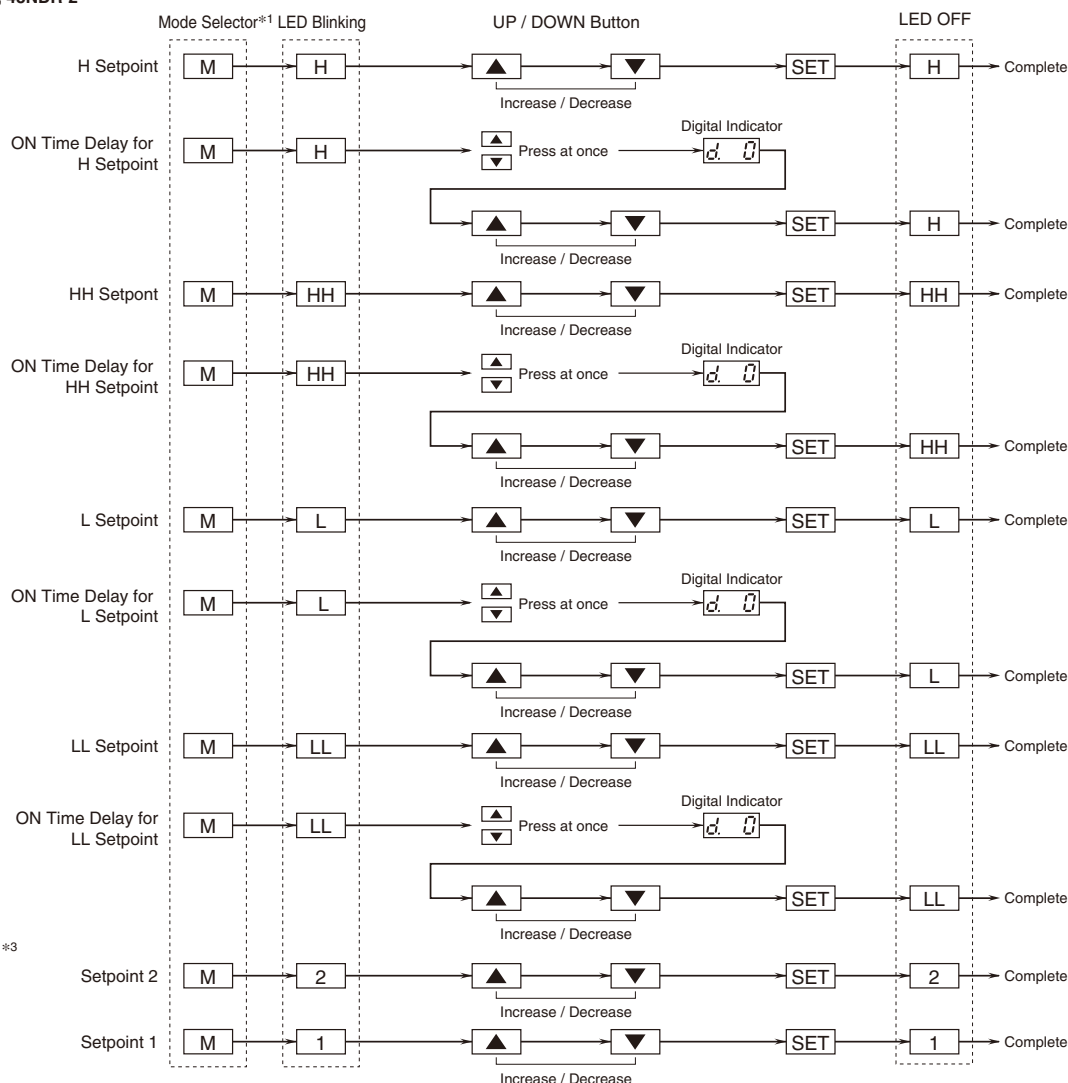 Mode Selector*1 LED Blinking UP / DOWN Button LED OFF
H Setpoint M H ▲ ▼ SET H Complete
Increase / Decrease
ON Time Delay for
H Setpoint
M H ▲ ▼ Press at once
Digital Indicator
d. 0
▲ ▼ SET H Complete
Increase / Decrease
HH Setpont M HH ▲ ▼ SET HH Complete
Increase / Decrease
ON Time Delay for
HH Setpoint
M HH ▲ ▼ Press at once
Digital Indicator
d. 0
▲ ▼ SET HH Complete
Increase / Decrease
L Setpoint M L ▲ ▼ SET L Complete
Increase / Decrease
ON Time Delay for
L Setpoint
M L ▲ ▼ Press at once
Digital Indicator
d. 0
▲ ▼ SET L Complete
Increase / Decrease
LL Setpoint M LL ▲ ▼ SET LL Complete
Increase / Decrease
ON Time Delay for
LL Setpoint
M LL ▲ ▼ Press at once
Digital Indicator
d. 0
▲ ▼ SET LL Complete
Increase / Decrease
*3
Setpoint 2 M 2 ▲ ▼ SET 2 Complete
Increase / Decrease
Setpoint 1 M 1 ▲ ▼ SET 1 Complete
Increase / Decrease